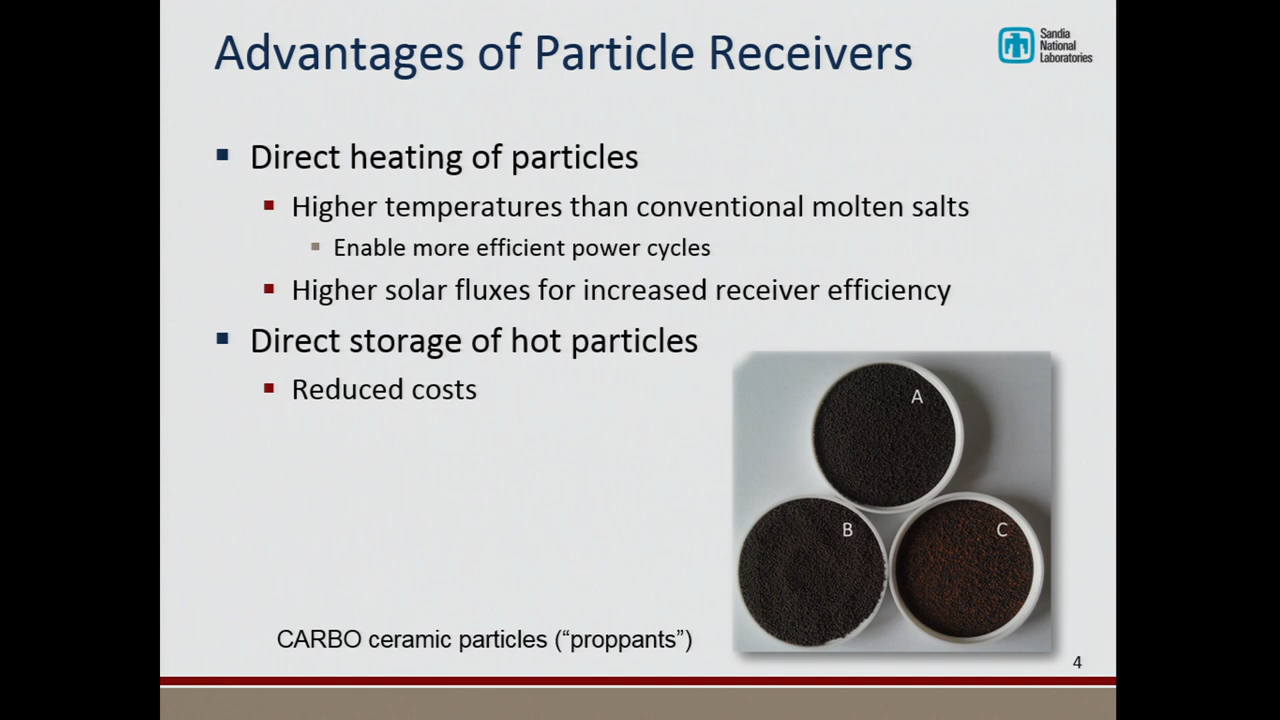 Advantages of Particle Receivers
Sandia
National
Laboratories
Direct heating of particles
Higher temperatures than conventional molten salts
Enable more efficient power cycles
Higher solar fluxes for increased receiver efficiency
Direct storage of hot particles
Reduced costs
A
B
C
CARBO ceramic particles (“proppants”)
4